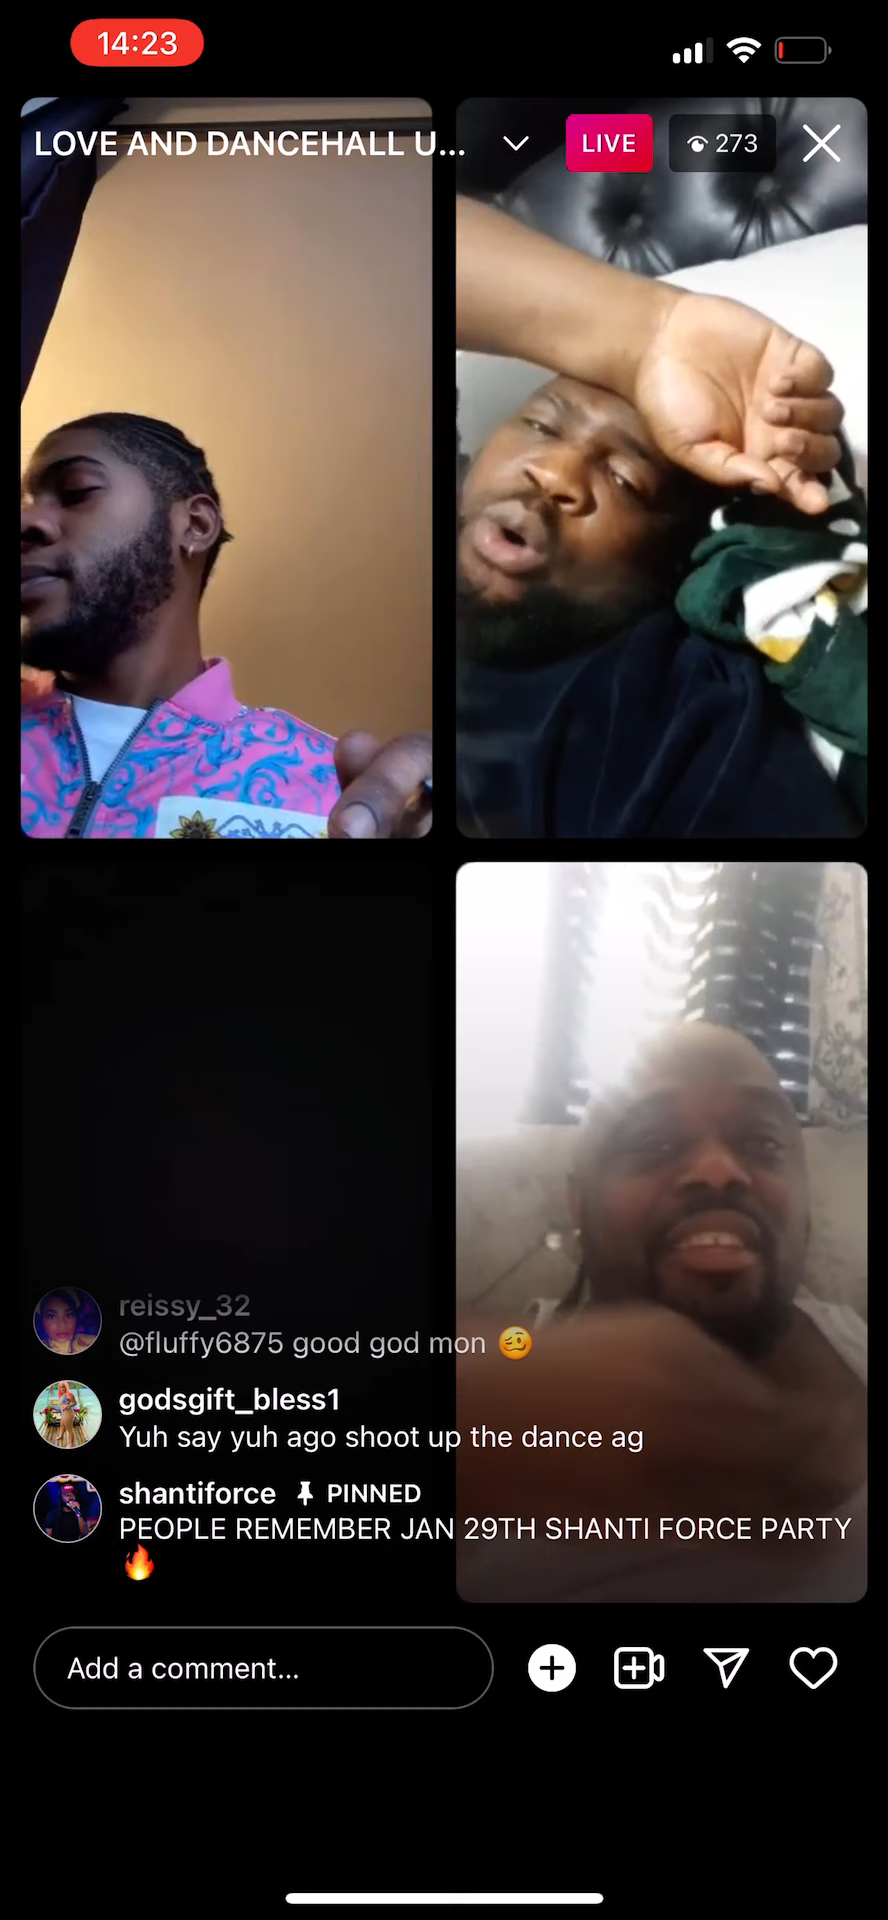 14:23
LOVE AND DANCEHALL U...
LIVE
273
reissy_32
@fluffy6875 good god mon 🥴
godsgift_bless1
Yuh say yuh ago shoot up the dance ag
shantiforce PINNED
PEOPLE REMEMBER JAN 29TH SHANTI FORCE PARTY
🔥
Add a comment...